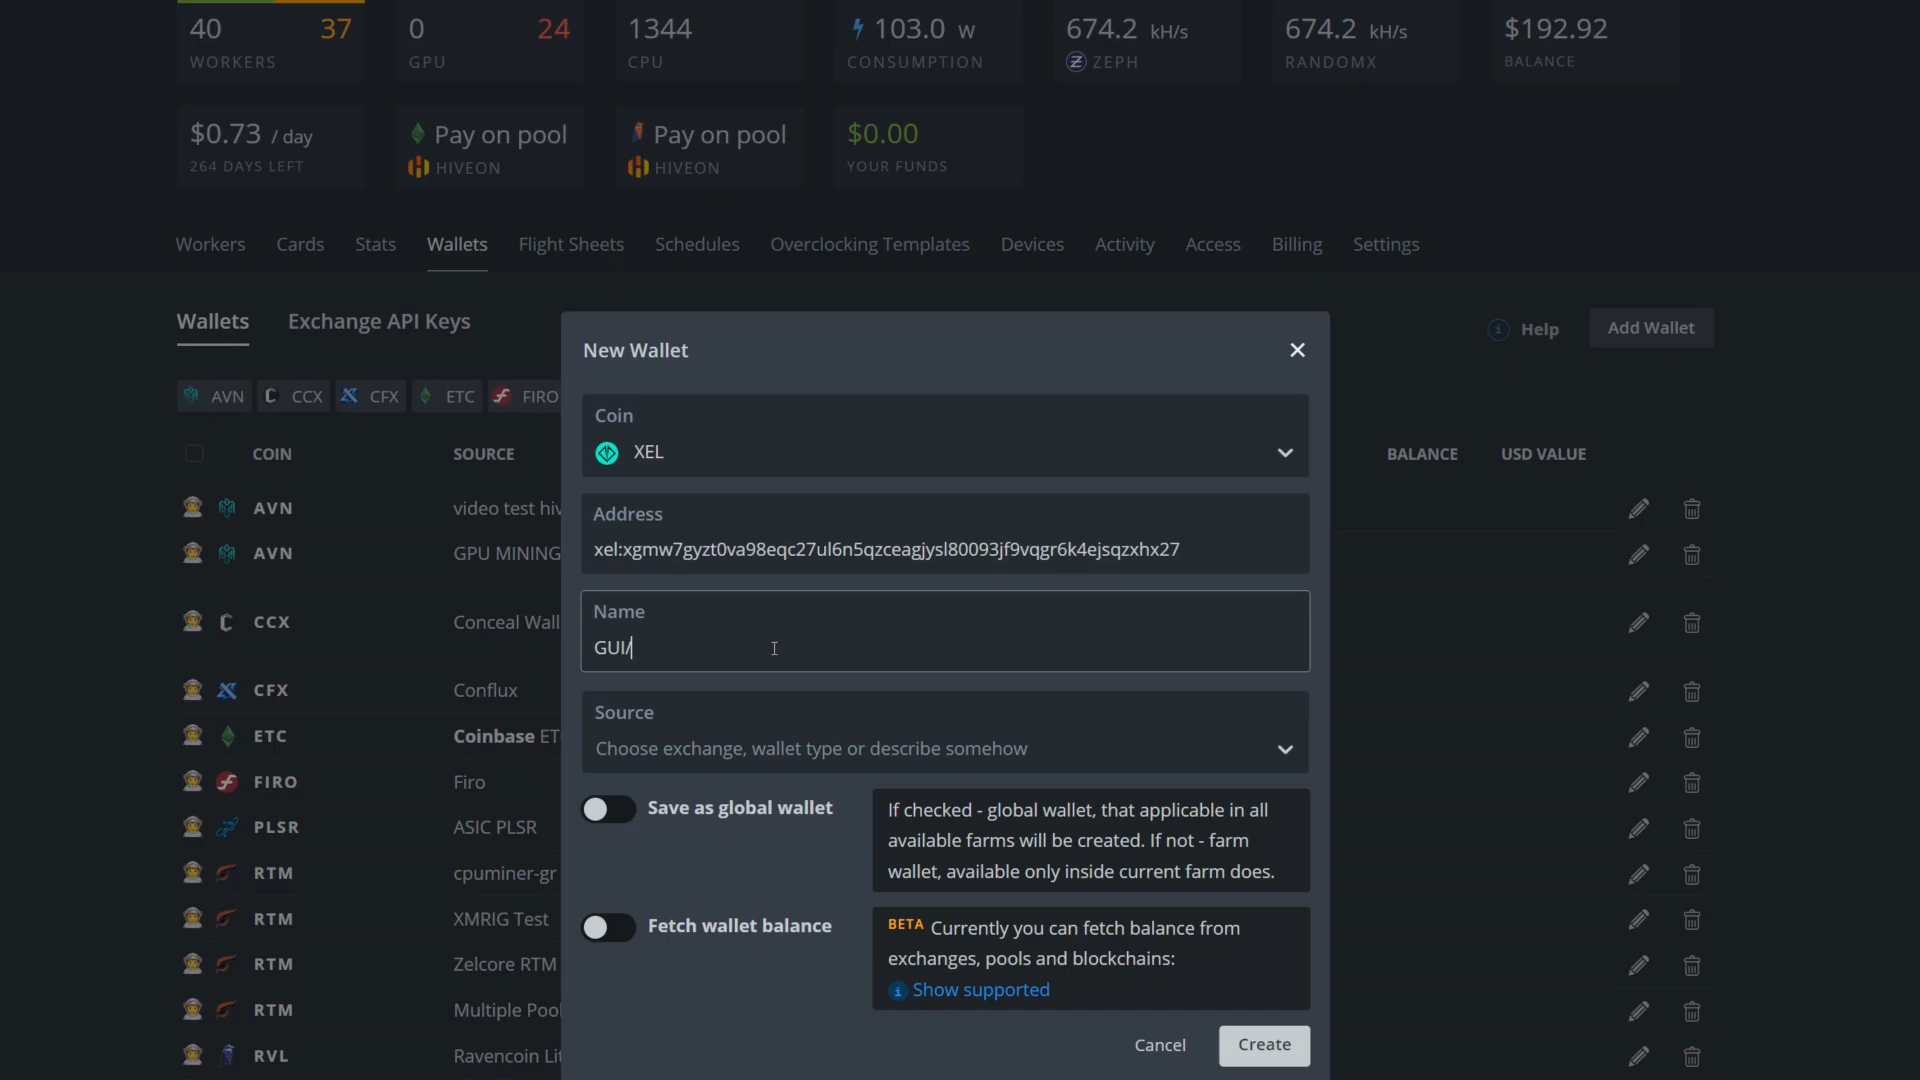 40 37
WORKERS
0 24
GPU
1344
CPU
103.0 W
CONSUMPTION
674.2 kH/s
ZEPH
674.2 kH/s
RANDOMX
$192.92
BALANCE
$0.73 / day
264 DAYS LEFT
Pay on pool
HIVEON
Pay on pool
HIVEON
$0.00
YOUR FUNDS
Workers Cards Stats Wallets Flight Sheets Schedules Overclocking Templates Devices Activity Access Billing Settings
Wallets Exchange API Keys
Help Add Wallet
AVN CCX CFX ETC FIRO
COIN SOURCE BALANCE USD VALUE
AVN video test hiv
AVN GPU MINING
CCX Conceal Wall
CFX Conflux
ETC Coinbase ET
FIRO Firo
PLSR ASIC PLSR
RTM cpuminer-gr
RTM XMRIG Test
RTM Zelcore RTM
RTM Multiple Poo
RVL Ravencoin Li
New Wallet
Coin
XEL
Address
xel:xgmw7gyzt0va98eqc27ul6n5qzceagjysl80093jf9vqgr6k4ejsqzxhx27
Name
GUI/
Source
Choose exchange, wallet type or describe somehow
Save as global wallet
If checked - global wallet, that applicable in all
available farms will be created. If not - farm
wallet, available only inside current farm does.
Fetch wallet balance
BETA Currently you can fetch balance from
exchanges, pools and blockchains:
Show supported
Cancel Create